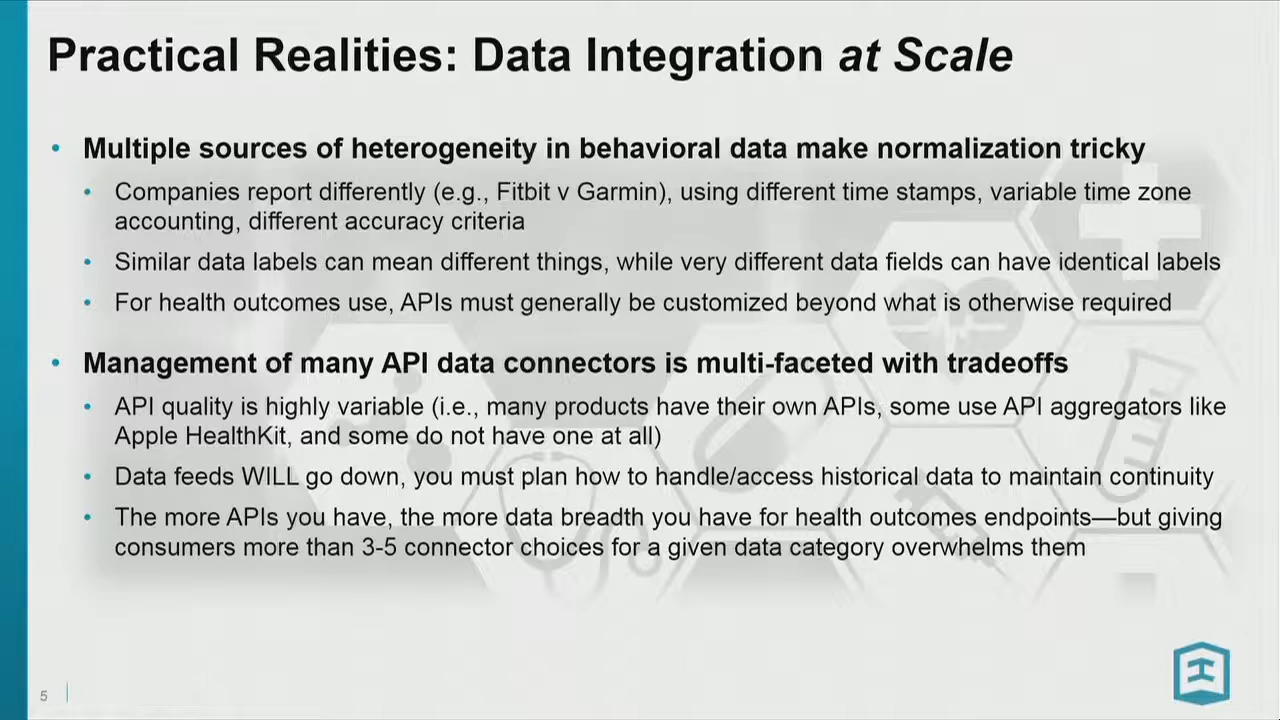 Practical Realities: Data Integration at Scale
• Multiple sources of heterogeneity in behavioral data make normalization tricky
• Companies report differently (e.g., Fitbit v Garmin), using different time stamps, variable time zone
accounting, different accuracy criteria
• Similar data labels can mean different things, while very different data fields can have identical labels
• For health outcomes use, APIs must generally be customized beyond what is otherwise required
• Management of many API data connectors is multi-faceted with tradeoffs
• API quality is highly variable (i.e., many products have their own APIs, some use API aggregators like
Apple HealthKit, and some do not have one at all)
• Data feeds WILL go down, you must plan how to handle/access historical data to maintain continuity
• The more APIs you have, the more data breadth you have for health outcomes endpoints—but giving
consumers more than 3-5 connector choices for a given data category overwhelms them
5